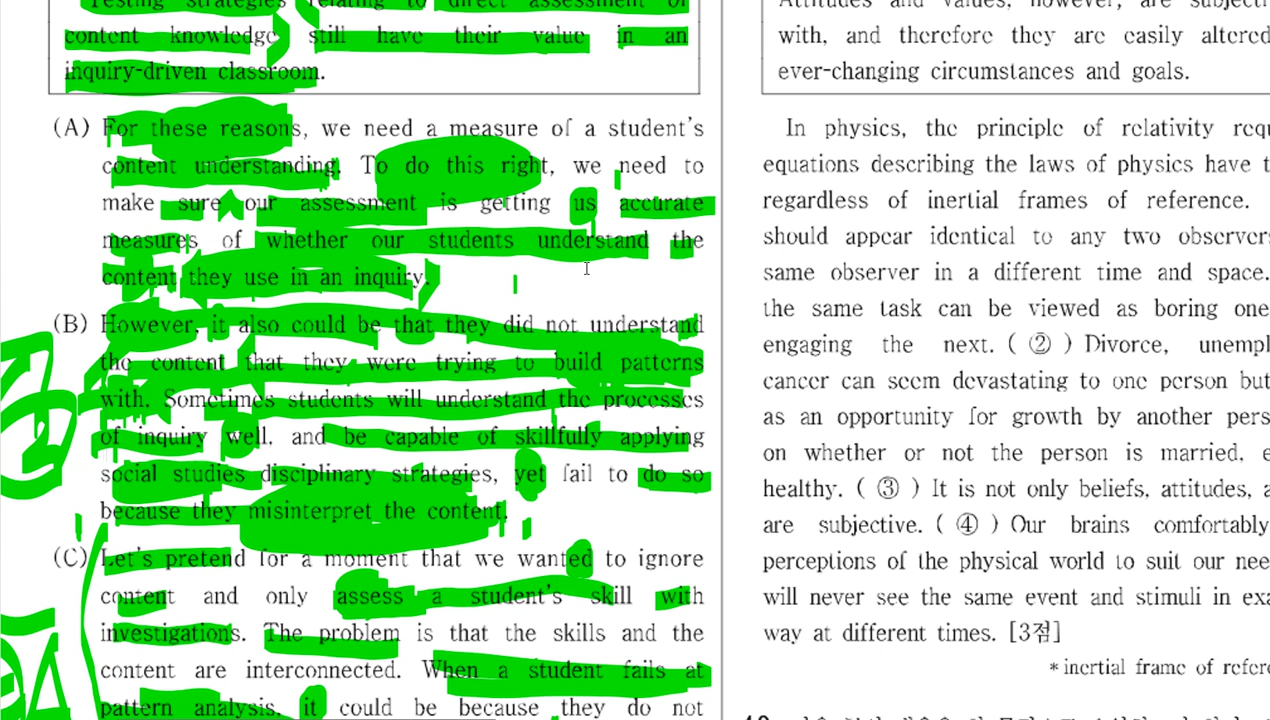 Testing strategies relating to direct assessment of
content knowledge still have their value in an
inquiry-driven classroom.
(A) For these reasons, we need a measure of a student's
content understanding. To do this right, we need to
make sure our assessment is getting us accurate
measures of whether our students understand the
content they use in an inquiry.
(B) However, it also could be that they did not understand
the content that they were trying to build patterns
with. Sometimes students will understand the processes
of inquiry well, and be capable of skillfully applying
social studies disciplinary strategies, yet fail to do so
because they misinterpret the content.
(C) Let's pretend for a moment that we wanted to ignore
content and only assess a student's skill with
investigations. The problem is that the skills and the
content are interconnected. When a student fails at
pattern analysis, it could be because they do not
Attitudes and values, however, are subjecti
with, and therefore they are easily altered
ever-changing circumstances and goals.
In physics, the principle of relativity requ
equations describing the laws of physics have t
regardless of inertial frames of reference.
should appear identical to any two observers
same observer in a different time and space.
the same task can be viewed as boring one
engaging the next. ( ② ) Divorce, unempl
cancer can seem devastating to one person but
as an opportunity for growth by another pers
on whether or not the person is married, e
healthy. ( ③ ) It is not only beliefs, attitudes, a
are subjective. ( ④ ) Our brains comfortably
perceptions of the physical world to suit our nee
will never see the same event and stimuli in exa
way at different times. [3점]
* inertial frame of refere